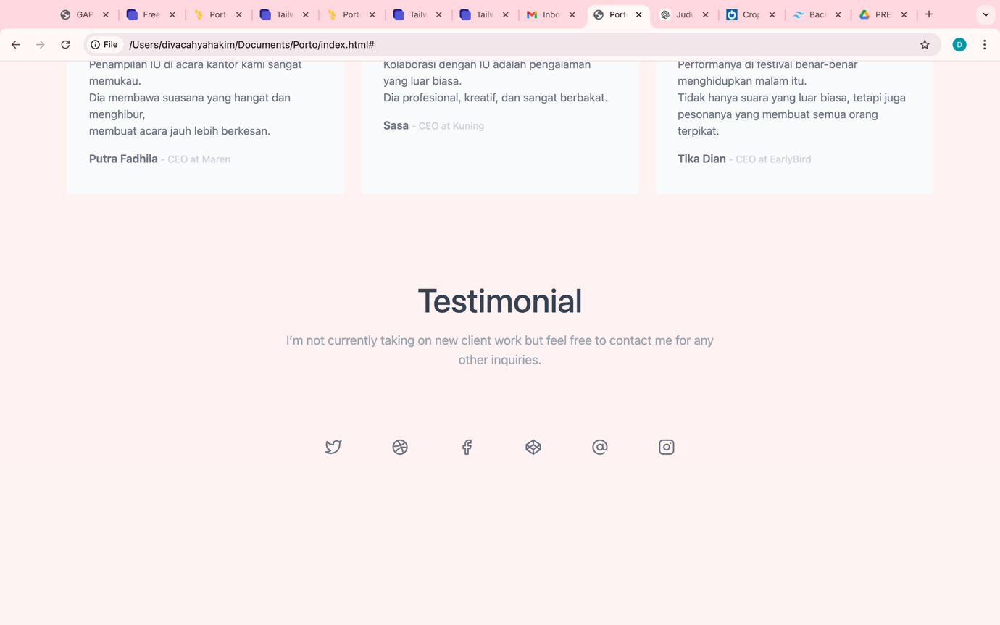 GAP
Free
Port
Tailw
Port
Tailw
Tailw
Inbo
Port
Judu
Crop
Back
PRE
File
/Users/divacahyahakim/Documents/Porto/index.html#
D
Penampilan IU di acara kantor kami sangat
memukau.
Dia membawa suasana yang hangat dan
menghibur,
membuat acara jauh lebih berkesan.
Putra Fadhila - CEO at Maren
Kolaborasi dengan IU adalah pengalaman
yang luar biasa.
Dia profesional, kreatif, dan sangat berbakat.
Sasa - CEO at Kuning
Performanya di festival benar-benar
menghidupkan malam itu.
Tidak hanya suara yang luar biasa, tetapi juga
pesonanya yang membuat semua orang
terpikat.
Tika Dian - CEO at EarlyBird
Testimonial
I’m not currently taking on new client work but feel free to contact me for any
other inquiries.